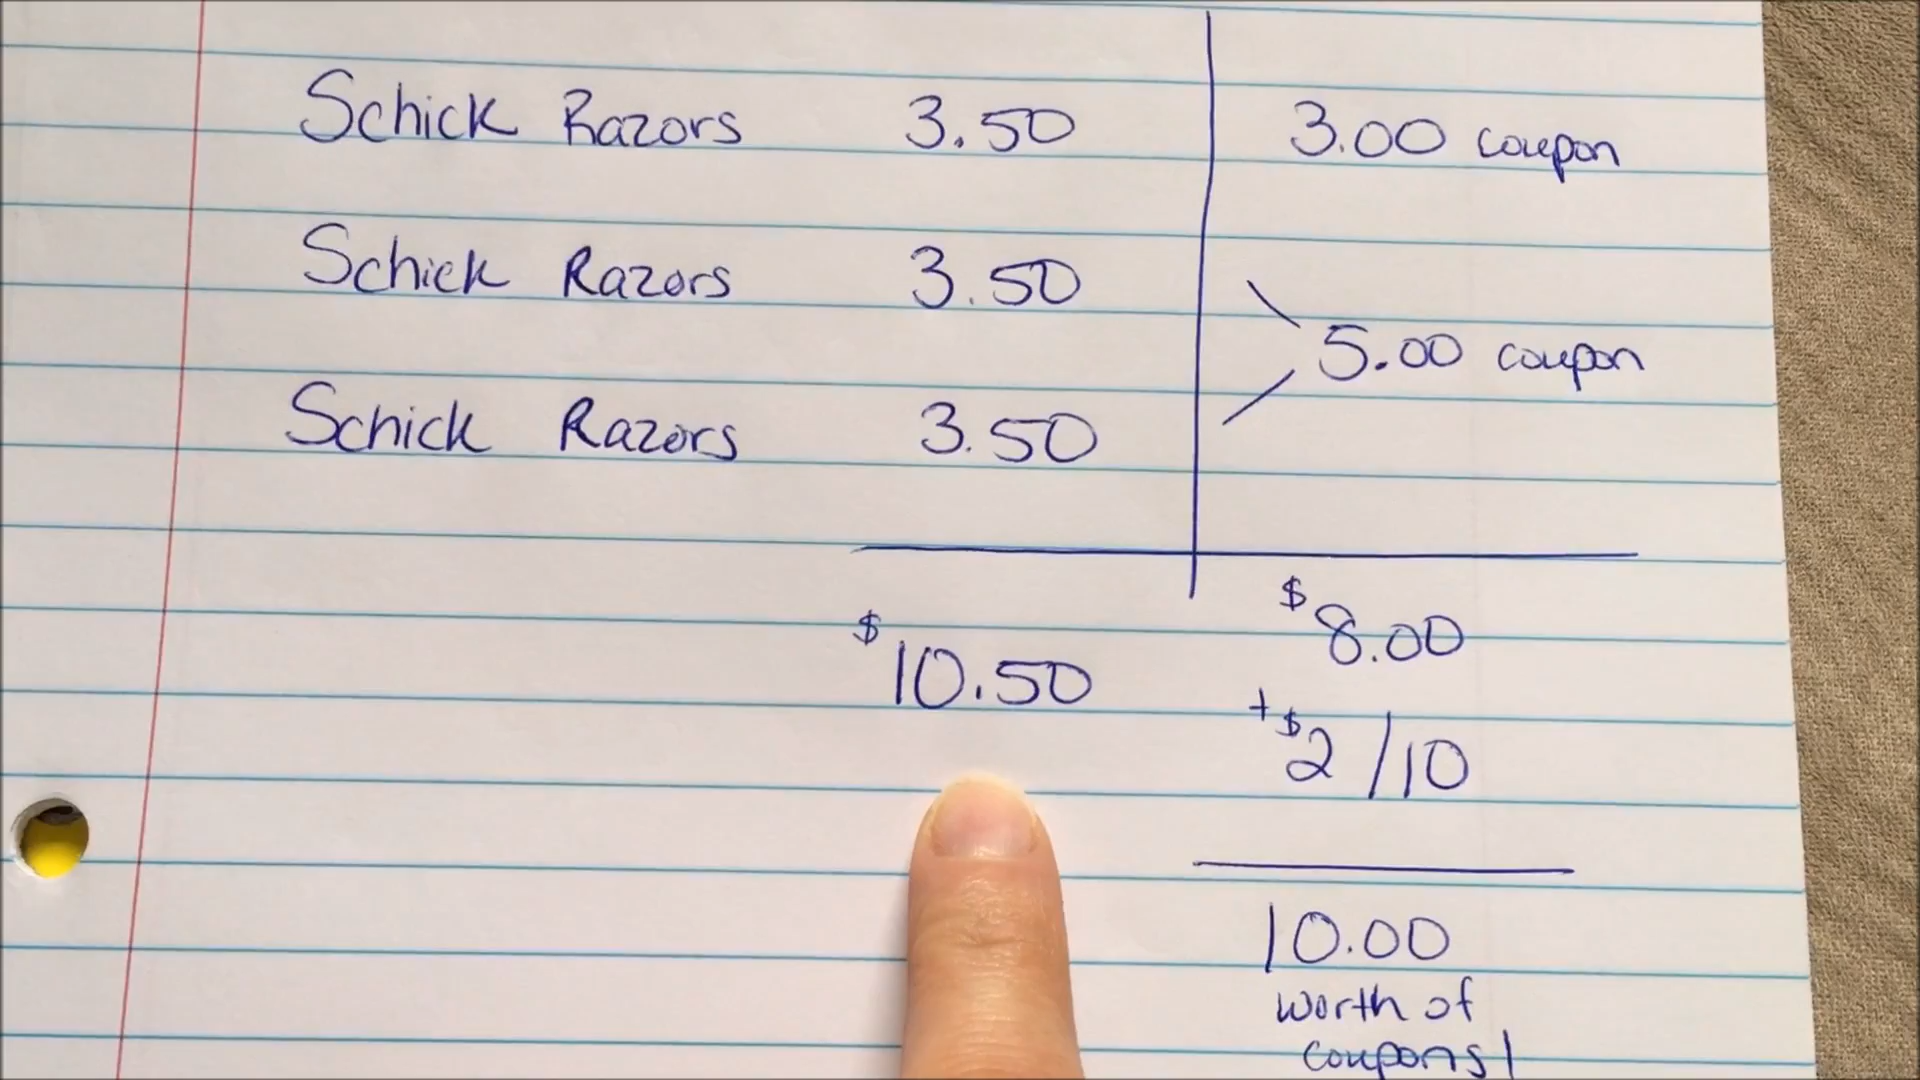 Schick Razors 3.50 3.00 coupon
Schick Razors 3.50
5.00 coupon
Schick Razors 3.50
$8.00
$10.50
+$2/10
10.00
worth of
coupons!